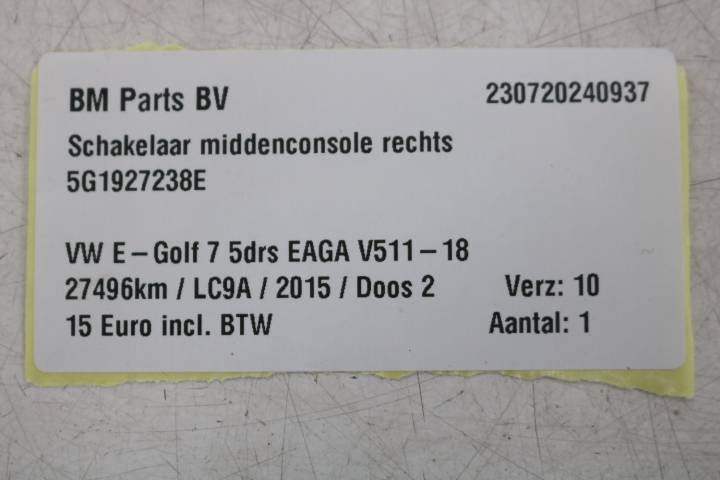 BM Parts BV 230720240937
Schakelaar middenconsole rechts
5G1927238E
VW E-Golf 7 5drs EAGA V511-18
27496km / LC9A / 2015 / Doos 2 Verz: 10
15 Euro incl. BTW Aantal: 1